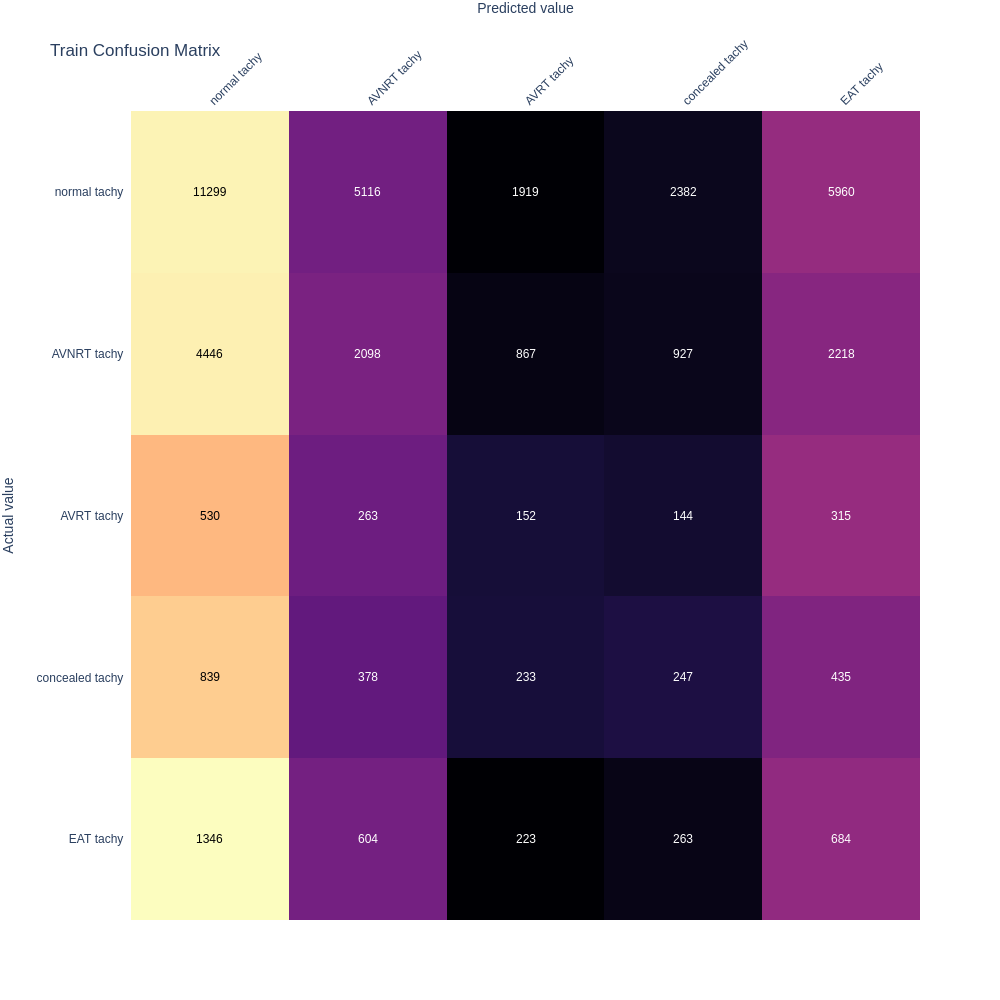 Predicted value
Train Confusion Matrix
normal tachy
AVNRT tachy
AVRT tachy
concealed tachy
EAT tachy
Actual value
normal tachy 11299 5116 1919 2382 5960
AVNRT tachy 4446 2098 867 927 2218
AVRT tachy 530 263 152 144 315
concealed tachy 839 378 233 247 435
EAT tachy 1346 604 223 263 684